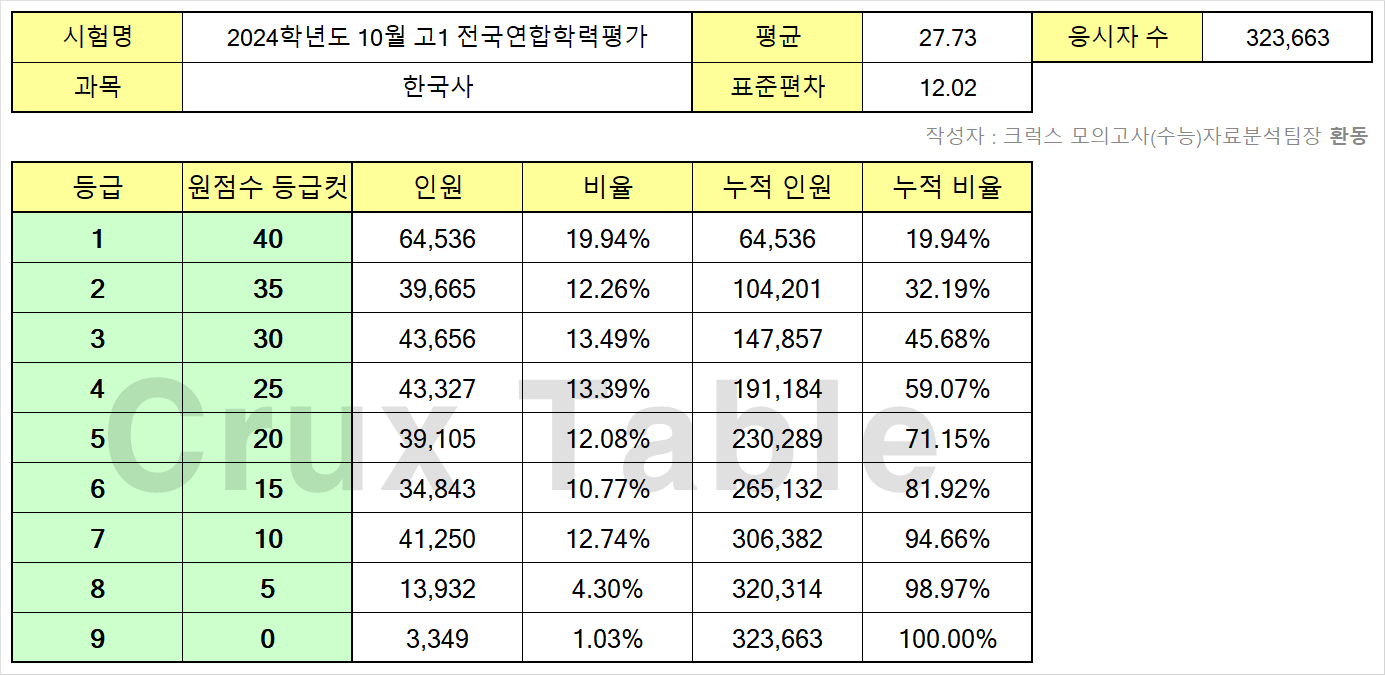 시험명 2024학년도 10월 고1 전국연합학력평가 평균 27.73 응시자 수 323,663
과목 한국사 표준편차 12.02
작성자 : 크럭스 모의고사(수능)자료분석팀장 환동
등급 원점수 등급컷 인원 비율 누적 인원 누적 비율
1 40 64,536 19.94% 64,536 19.94%
2 35 39,665 12.26% 104,201 32.19%
3 30 43,656 13.49% 147,857 45.68%
4 25 43,327 13.39% 191,184 59.07%
5 20 39,105 12.08% 230,289 71.15%
6 15 34,843 10.77% 265,132 81.92%
7 10 41,250 12.74% 306,382 94.66%
8 5 13,932 4.30% 320,314 98.97%
9 0 3,349 1.03% 323,663 100.00%
Crux Table